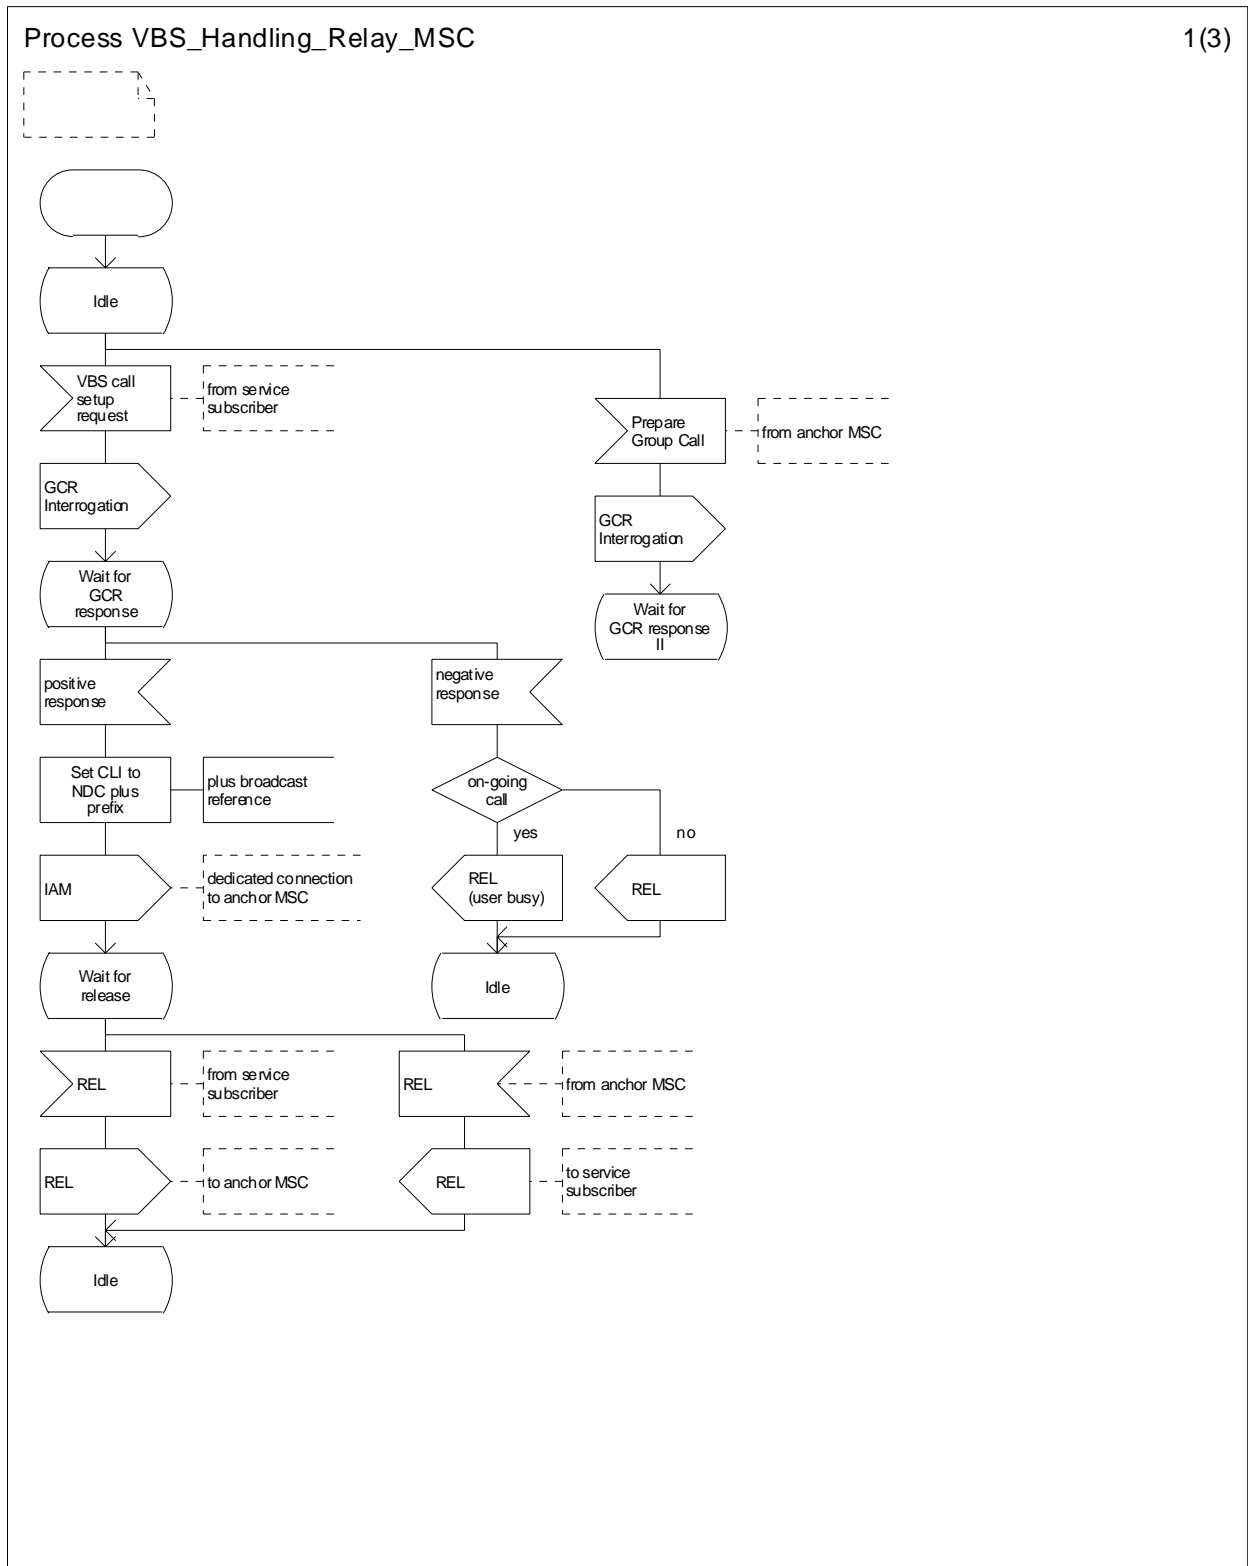 Process VBS_Handling_Relay_MSC
1(3)
Idle
VBS call
setup
request
from service
subscriber
Prepare
Group Call
from anchor MSC
GCR
Interrogation
GCR
Interrogation
Wait for
GCR
response
Wait for
GCR response
II
positive
response
negative
response
Set CLI to
NDC plus
prefix
plus broadcast
reference
on-going
call
yes
no
IAM
dedicated connection
to anchor MSC
REL
(user busy)
REL
Wait for
release
Idle
REL
from service
subscriber
REL
from anchor MSC
REL
to anchor MSC
REL
to service
subscriber
Idle